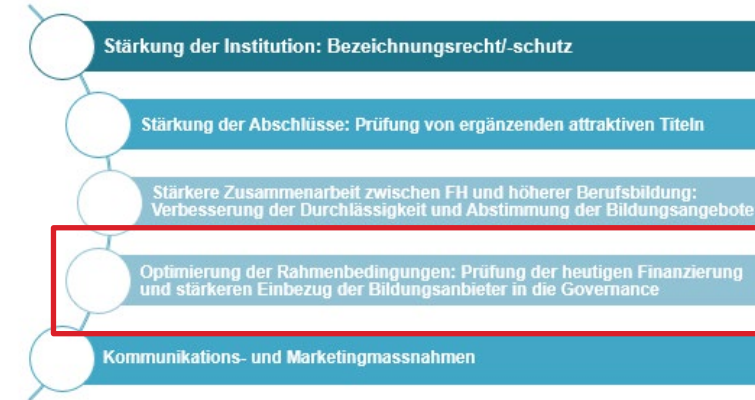 Stärkung der Institution: Bezeichnungsrecht/-schutz
Stärkung der Abschlüsse: Prüfung von ergänzenden attraktiven Titeln
Stärkere Zusammenarbeit zwischen FH und höherer Berufsbildung:
Verbesserung der Durchlässigkeit und Abstimmung der Bildungsangebote
Optimierung der Rahmenbedingungen: Prüfung der heutigen Finanzierung
und stärkeren Einbezug der Bildungsanbieter in die Governance
Kommunikations- und Marketingmassnahmen